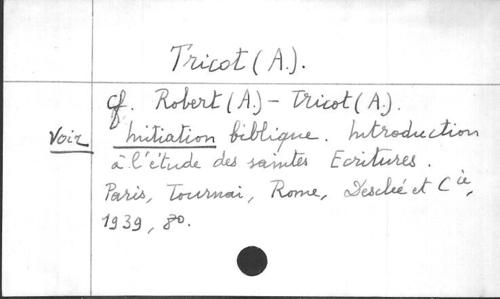 Tricot (A.).
cf. Robert (A.) - Tricot (A.).
Voir Initiation biblique. Introduction
à l'étude des saintes Ecritures.
Paris, Tournai, Rome, Desclée et Cie,
1939, 8°.